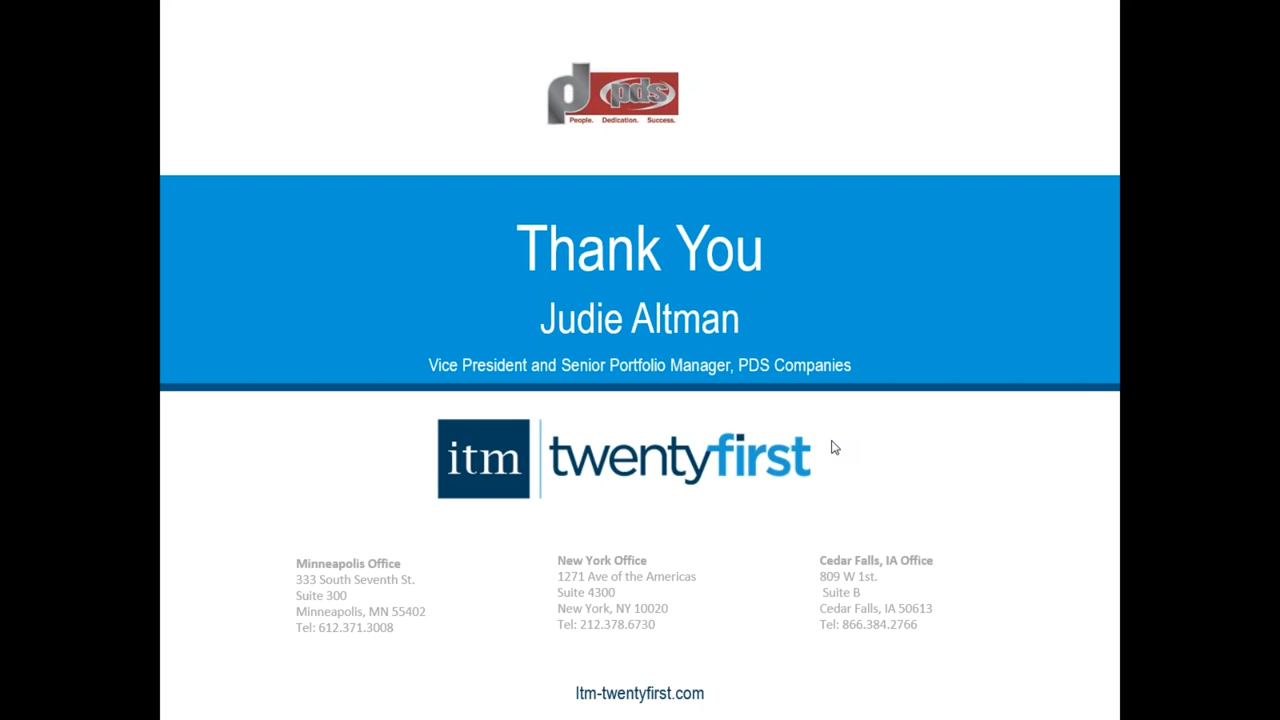 pds
People. Dedication. Success.
Thank You
Judie Altman
Vice President and Senior Portfolio Manager, PDS Companies
itm twentyfirst
Minneapolis Office
333 South Seventh St.
Suite 300
Minneapolis, MN 55402
Tel: 612.371.3008
New York Office
1271 Ave of the Americas
Suite 4300
New York, NY 10020
Tel: 212.378.6730
Cedar Falls, IA Office
809 W 1st.
Suite B
Cedar Falls, IA 50613
Tel: 866.384.2766
Itm-twentyfirst.com